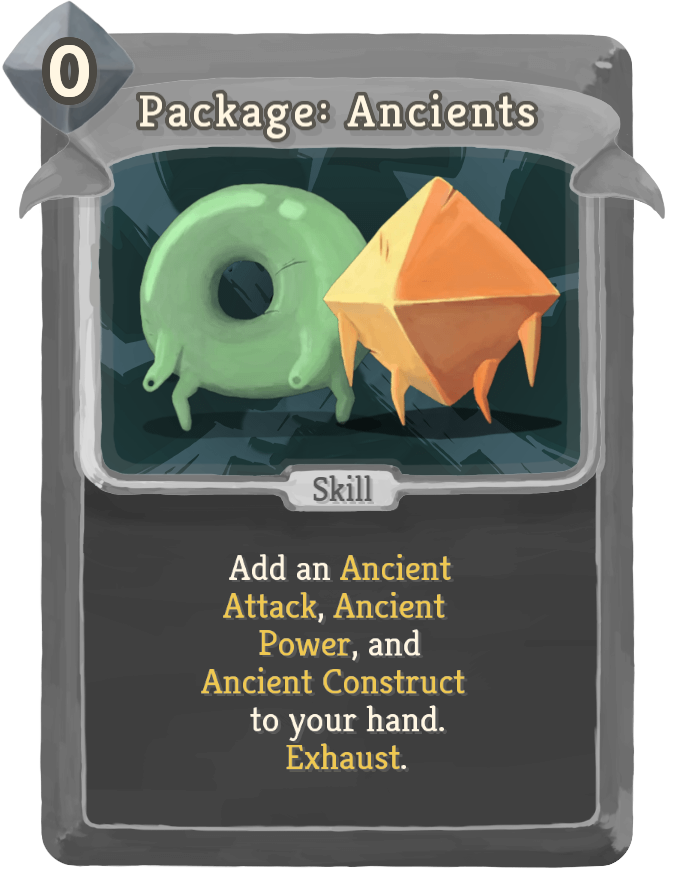 0
Package: Ancients
Skill
Add an Ancient
Attack, Ancient
Power, and
Ancient Construct
to your hand.
Exhaust.